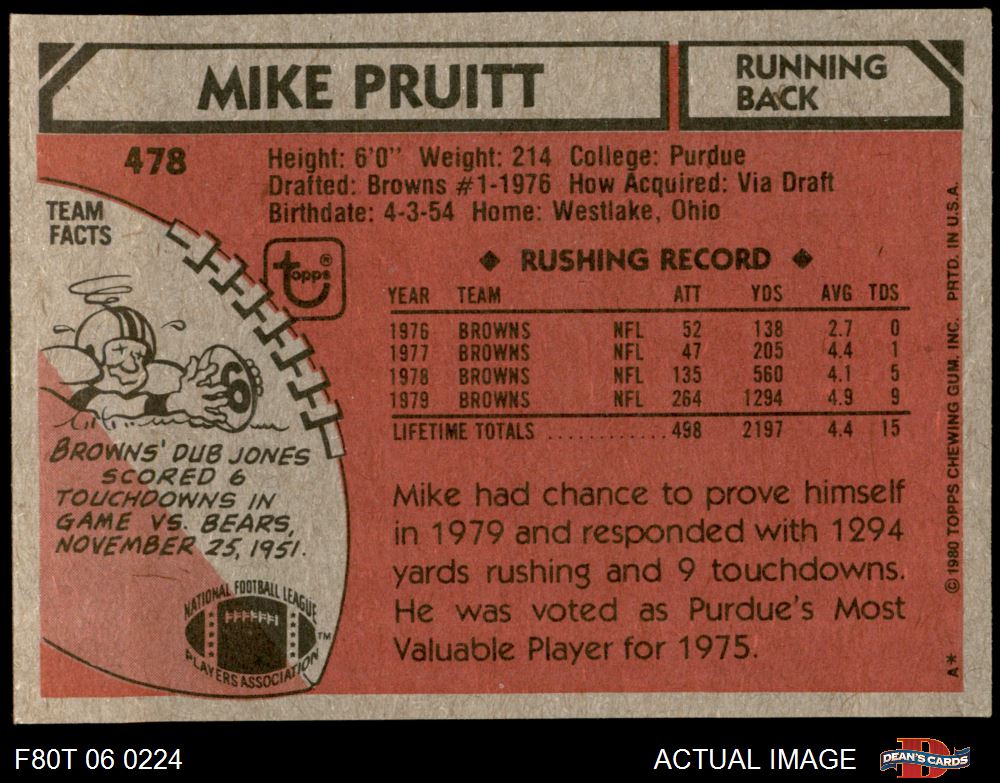 MIKE PRUITT
RUNNING
BACK
478
Height: 6'0" Weight: 214 College: Purdue
Drafted: Browns #1-1976 How Acquired: Via Draft
Birthdate: 4-3-54 Home: Westlake, Ohio
TEAM
FACTS
topps®
◆ RUSHING RECORD ◆
YEAR TEAM ATT YDS AVG TDS
1976 BROWNS NFL 52 138 2.7 0
1977 BROWNS NFL 47 205 4.4 1
1978 BROWNS NFL 135 560 4.1 5
1979 BROWNS NFL 264 1294 4.9 9
LIFETIME TOTALS ............ 498 2197 4.4 15
6
BROWNS' DUB JONES
SCORED 6
TOUCHDOWNS IN
GAME VS. BEARS,
NOVEMBER 25, 1951.
Mike had chance to prove himself
in 1979 and responded with 1294
yards rushing and 9 touchdowns.
He was voted as Purdue's Most
Valuable Player for 1975.
NATIONAL FOOTBALL LEAGUE
PLAYERS ASSOCIATION
TM
A* © 1980 TOPPS CHEWING GUM, INC. PRTD. IN U.S.A.
F80T 06 0224
ACTUAL IMAGE
DEAN'S CARDS